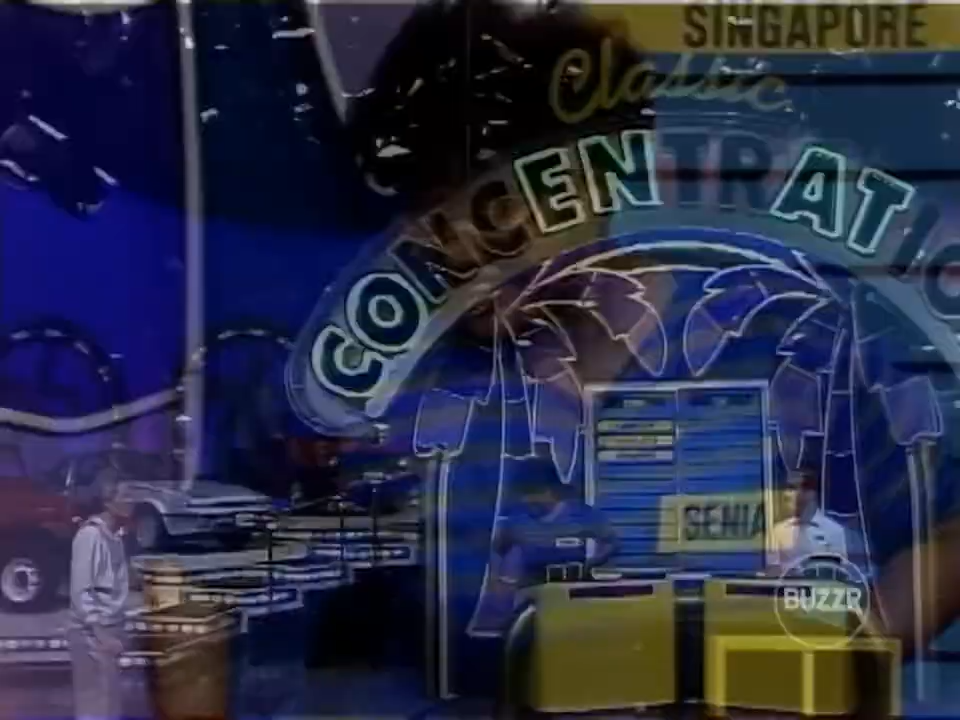 SINGAPORE
Classic
CONCENTRATIO
SENIA
BUZZR